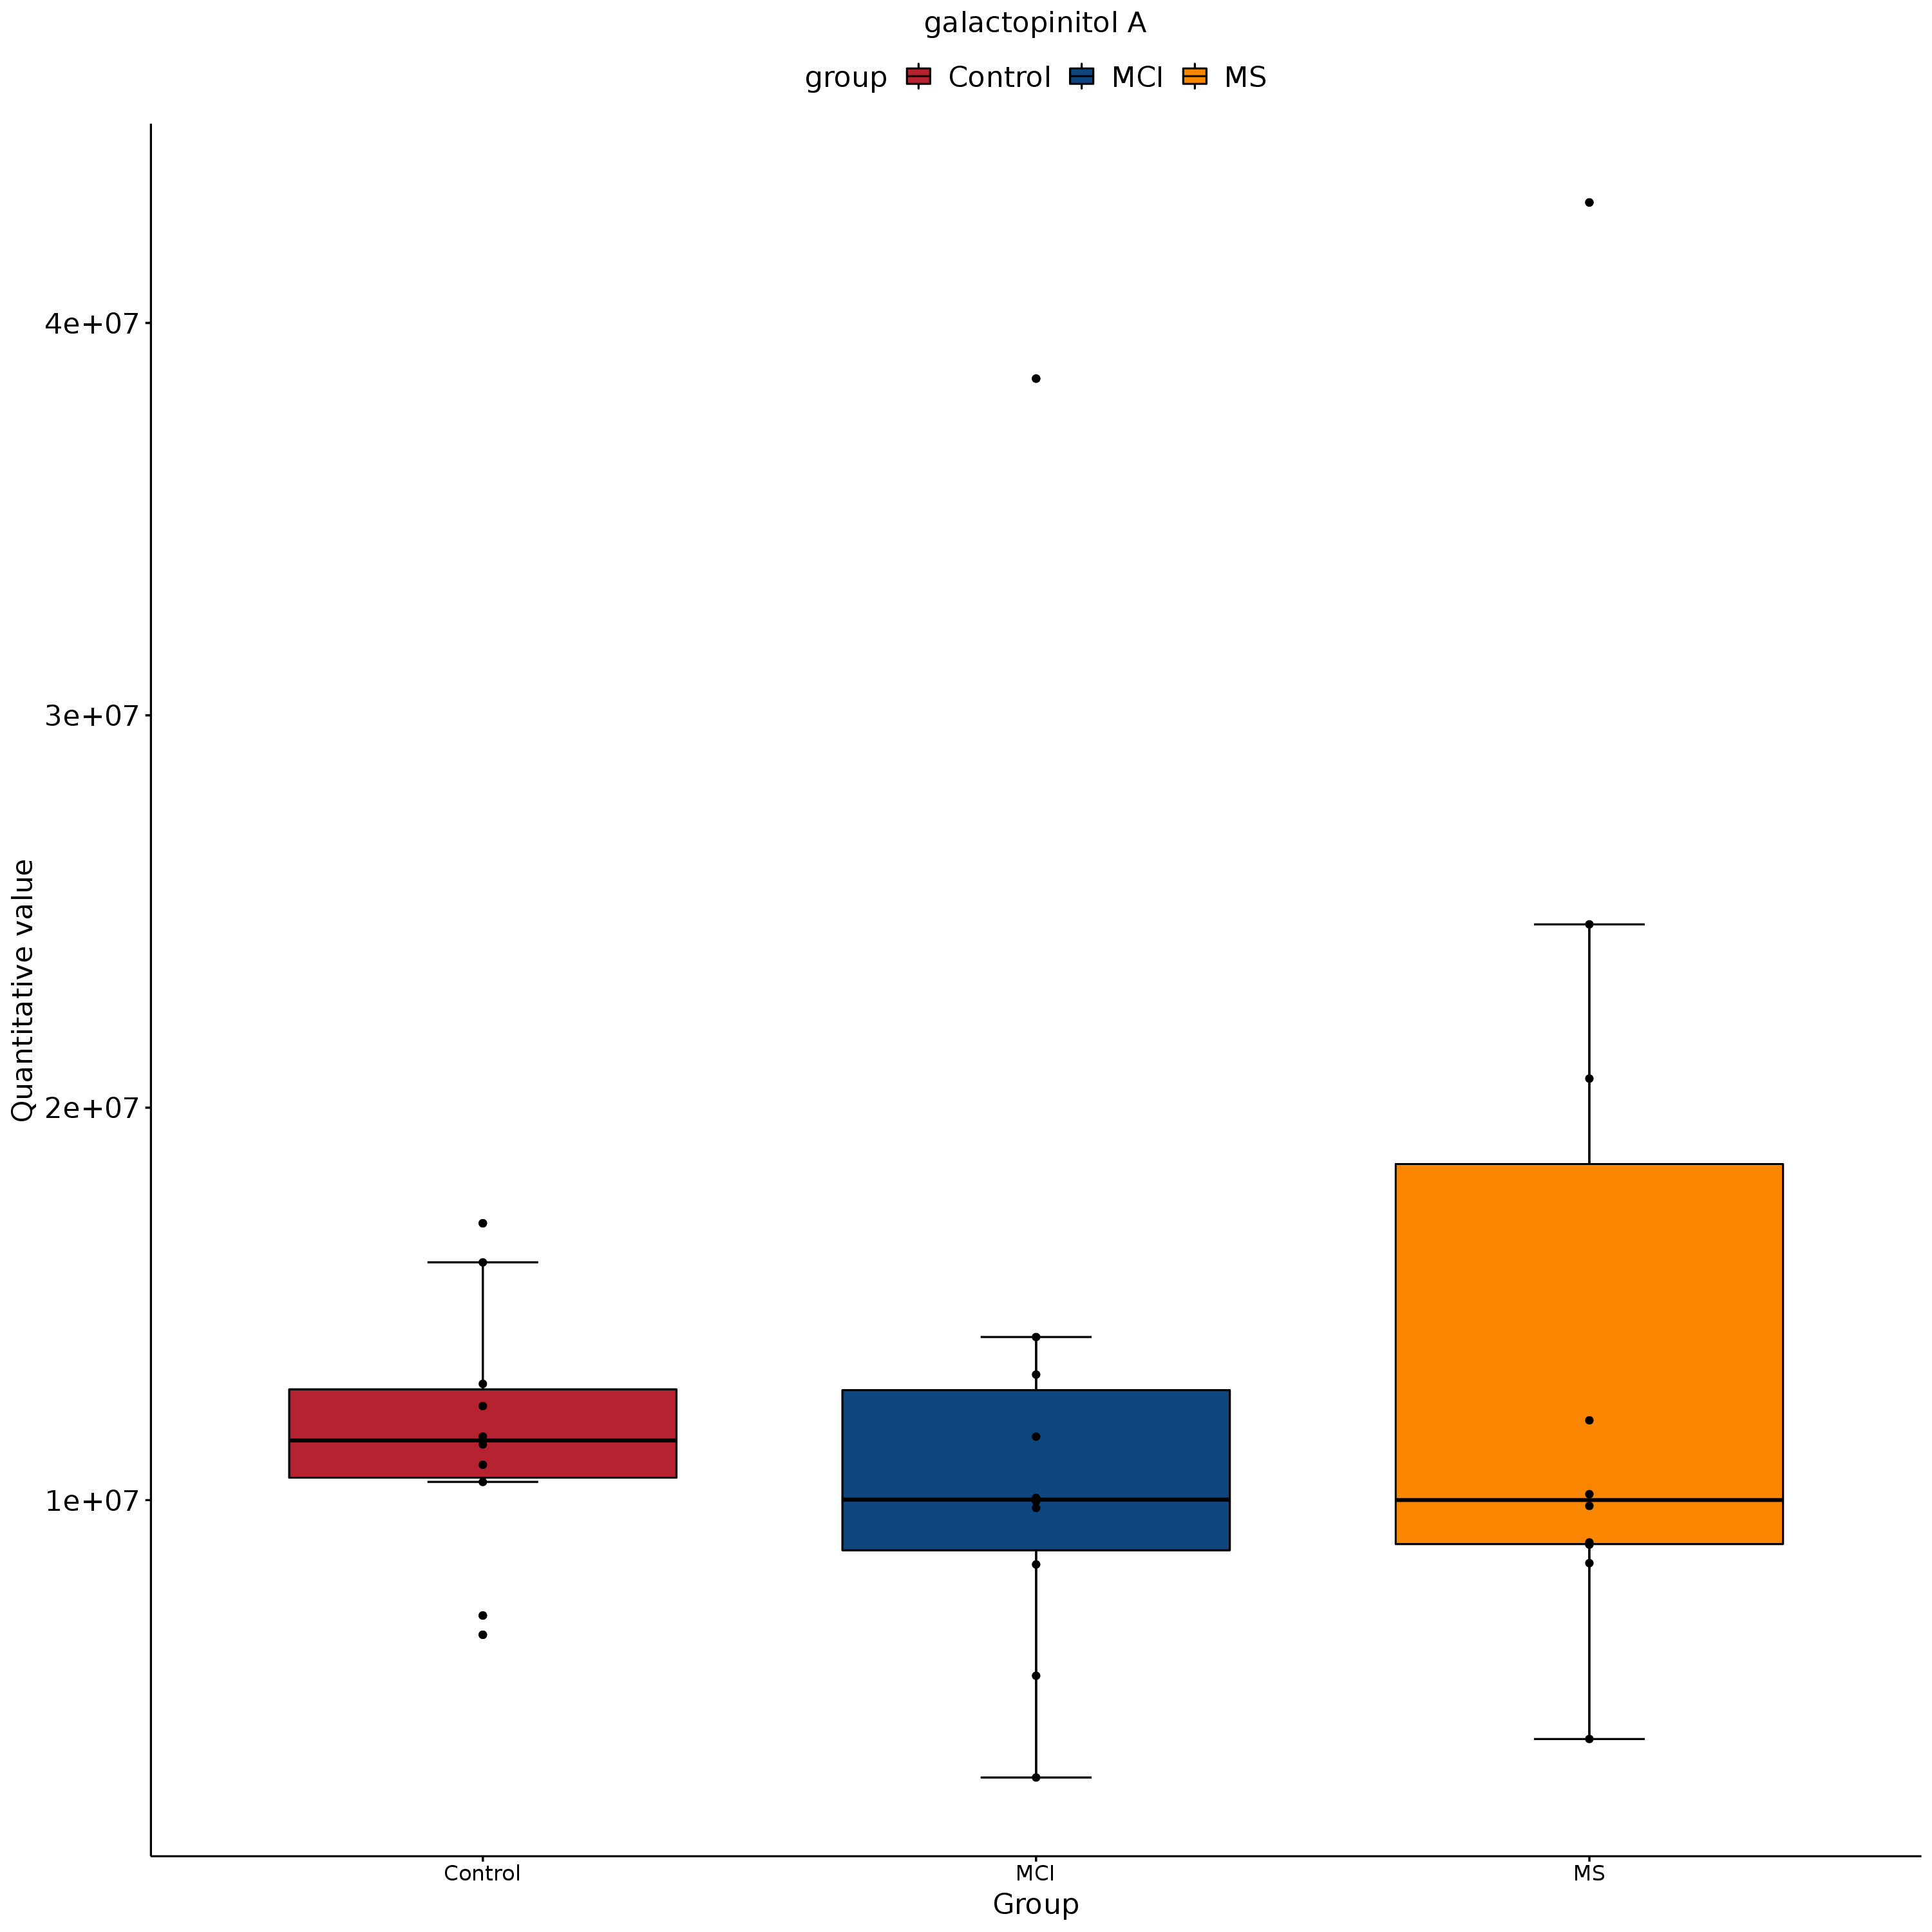 galactopinitol A
group Control MCI MS
Quantitative value
4e+07
3e+07
2e+07
1e+07
Control MCI MS
Group